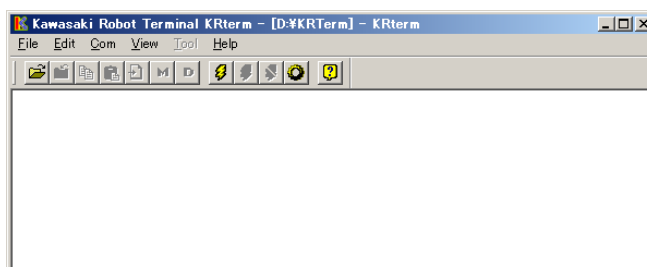 Kawasaki Robot Terminal KRterm - [D:¥KRTerm] - KRterm
File Edit Com View Tool Help
M D ?